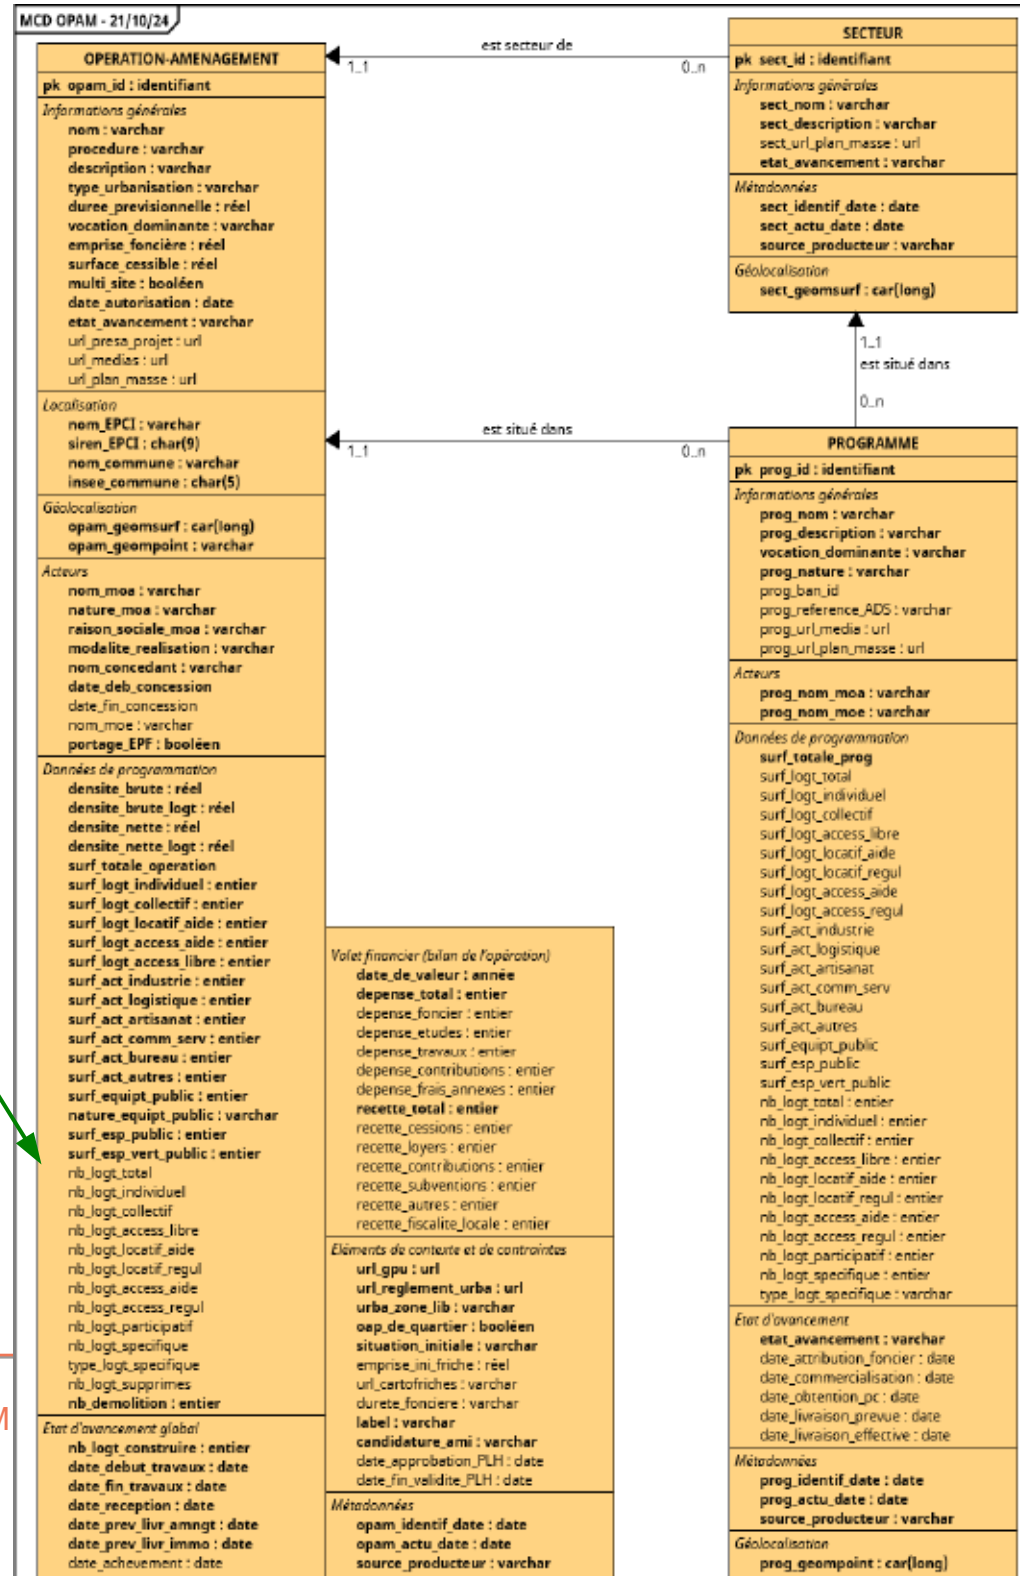 MCD OPAM - 21/10/24
OPERATION-AMENAGEMENT
pk opam_id : identifiant
Informations générales
nom : varchar
procedure : varchar
description : varchar
type_urbanisation : varchar
duree_previsionnelle : réel
vocation_dominante : varchar
emprise_foncière : réel
surface_cessible : réel
multi_site : booléen
date_autorisation : date
etat_avancement : varchar
url_presa_projet : url
url_medias : url
url_plan_masse : url
Localisation
nom_EPCI : varchar
siren_EPCI : char(9)
nom_commune : varchar
insee_commune : char(5)
Géolocalisation
opam_geomsurf : car(long)
opam_geompoint : varchar
Acteurs
nom_moa : varchar
nature_moa : varchar
raison_sociale_moa : varchar
modalite_realisation : varchar
nom_concedant : varchar
date_deb_concession
date_fin_concession
nom_moe : varchar
portage_EPF : booléen
Données de programmation
densite_brute : réel
densite_brute_logt : réel
densite_nette : réel
densite_nette_logt : réel
surf_totale_operation
surf_logt_individuel : entier
surf_logt_collectif : entier
surf_logt_locatif_aide : entier
surf_logt_access_aide : entier
surf_logt_access_libre : entier
surf_act_industrie : entier
surf_act_logistique : entier
surf_act_artisanat : entier
surf_act_comm_serv : entier
surf_act_bureau : entier
surf_act_autres : entier
surf_equipt_public : entier
nature_equipt_public : varchar
surf_esp_public : entier
surf_esp_vert_public : entier
nb_logt_total
nb_logt_individuel
nb_logt_collectif
nb_logt_access_libre
nb_logt_locatif_aide
nb_logt_locatif_regul
nb_logt_access_aide
nb_logt_access_regul
nb_logt_participatif
nb_logt_specifique
type_logt_specifique
nb_logt_supprimes
nb_demolition : entier
M
Etat d'avancement global
nb_logt_construire : entier
date_debut_travaux : date
date_fin_travaux : date
date_reception : date
date_prev_livr_amngt : date
date_prev_livr_immo : date
date_achevement : date
Volet financier (bilan de l'opération)
date_de_valeur : année
depense_total : entier
depense_foncier : entier
depense_etudes : entier
depense_travaux : entier
depense_contributions : entier
depense_frais_annexes : entier
recette_total : entier
recette_cessions : entier
recette_loyers : entier
recette_contributions : entier
recette_subventions : entier
recette_autres : entier
recette_fiscalite_locale : entier
Eléments de contexte et de contraintes
url_gpu : url
url_reglement_urba : url
urba_zone_lib : varchar
oap_de_quartier : booléen
situation_initiale : varchar
emprise_ini_friche : réel
url_cartofriches : varchar
durete_fonciere : varchar
label : varchar
candidature_ami : varchar
date_approbation_PLH : date
date_fin_validite_PLH : date
Métadonnées
opam_identif_date : date
opam_actu_date : date
source_producteur : varchar
est secteur de
1..1
0..n
est situé dans
1..1
0..n
SECTEUR
pk sect_id : identifiant
Informations générales
sect_nom : varchar
sect_description : varchar
sect_url_plan_masse : url
etat_avancement : varchar
Métadonnées
sect_identif_date : date
sect_actu_date : date
source_producteur : varchar
Géolocalisation
sect_geomsurf : car(long)
1..1
est situé dans
0..n
PROGRAMME
pk prog_id : identifiant
Informations générales
prog_nom : varchar
prog_description : varchar
vocation_dominante : varchar
prog_nature : varchar
prog_ban_id
prog_reference_ADS : varchar
prog_url_media : url
prog_url_plan_masse : url
Acteurs
prog_nom_moa : varchar
prog_nom_moe : varchar
Données de programmation
surf_totale_prog
surf_logt_total
surf_logt_individuel
surf_logt_collectif
surf_logt_access_libre
surf_logt_locatif_aide
surf_logt_locatif_regul
surf_logt_access_aide
surf_logt_access_regul
surf_act_industrie
surf_act_logistique
surf_act_artisanat
surf_act_comm_serv
surf_act_bureau
surf_act_autres
surf_equipt_public
surf_esp_public
surf_esp_vert_public
nb_logt_total : entier
nb_logt_individuel : entier
nb_logt_collectif : entier
nb_logt_access_libre : entier
nb_logt_locatif_aide : entier
nb_logt_locatif_regul : entier
nb_logt_access_aide : entier
nb_logt_access_regul : entier
nb_logt_participatif : entier
nb_logt_specifique : entier
type_logt_specifique : varchar
Etat d'avancement
etat_avancement : varchar
date_attribution_foncier : date
date_commercialisation : date
date_obtention_pc : date
date_livraison_prevue : date
date_livraison_effective : date
Métadonnées
prog_identif_date : date
prog_actu_date : date
source_producteur : varchar
Géolocalisation
prog_geompoint : car(long)